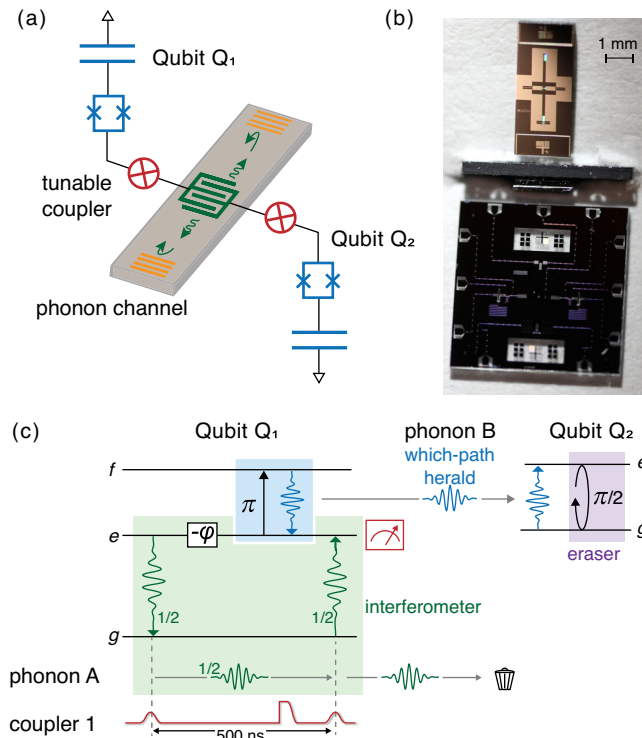 (a)
Qubit Q₁
tunable
coupler
Qubit Q₂
phonon channel
(b)
1 mm
(c)
Qubit Q₁
phonon B
Qubit Q₂
which-path
herald
f
π
e
-φ
e
π/2
g
eraser
1/2
1/2
interferometer
g
phonon A
1/2
coupler 1
500 ns